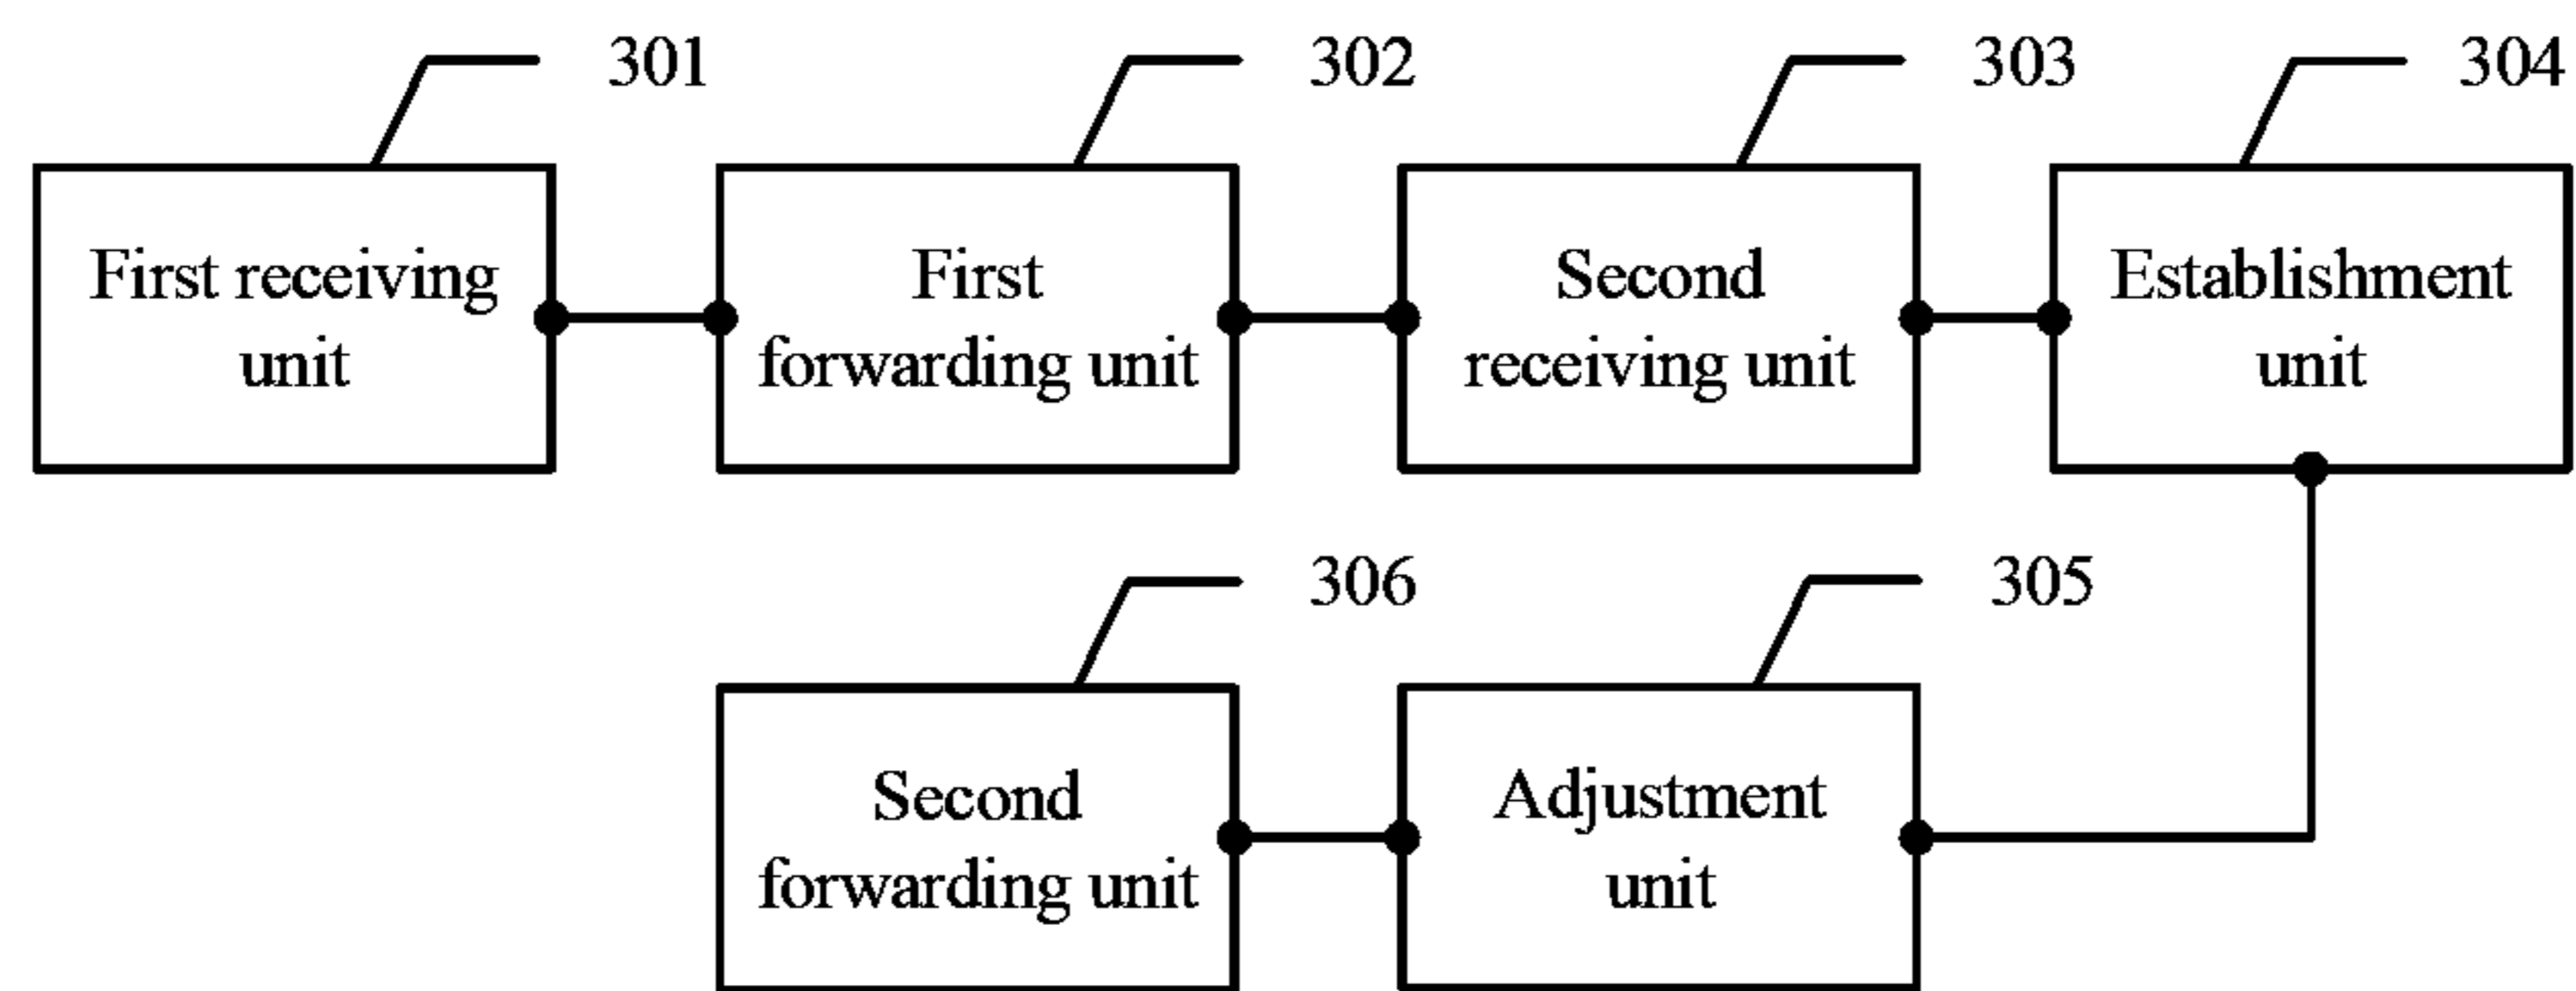 301
302
303
304
First receiving
unit
First
forwarding unit
Second
receiving unit
Establishment
unit
306
305
Second
forwarding unit
Adjustment
unit